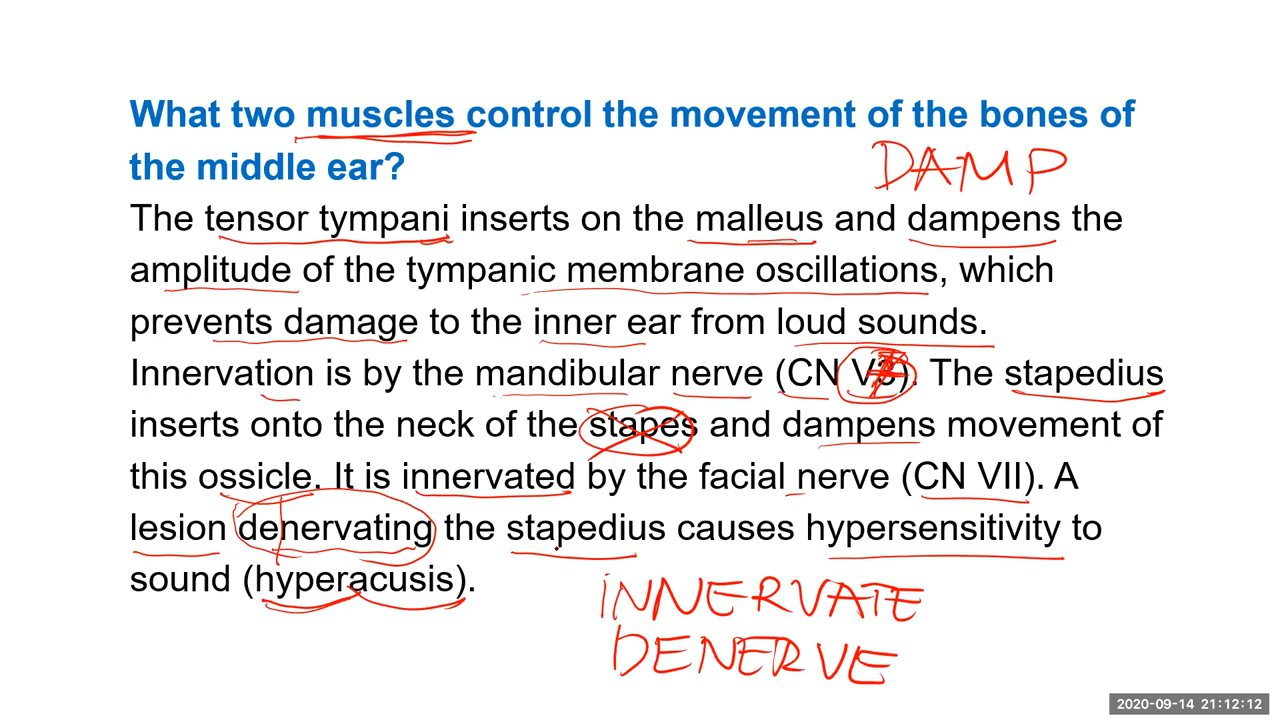 What two muscles control the movement of the bones of
the middle ear?
DAMP
The tensor tympani inserts on the malleus and dampens the
amplitude of the tympanic membrane oscillations, which
prevents damage to the inner ear from loud sounds.
Innervation is by the mandibular nerve (CN V3). The stapedius
inserts onto the neck of the stapes and dampens movement of
this ossicle. It is innervated by the facial nerve (CN VII). A
lesion denervating the stapedius causes hypersensitivity to
sound (hyperacusis).
INNERVATE
DENERVE
2020-09-14 21:12:12